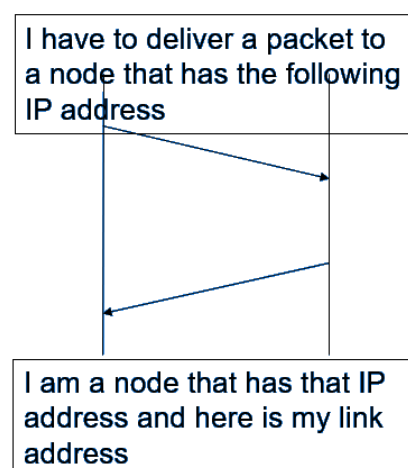 I have to deliver a packet to
a node that has the following
IP address
I am a node that has that IP
address and here is my link
address